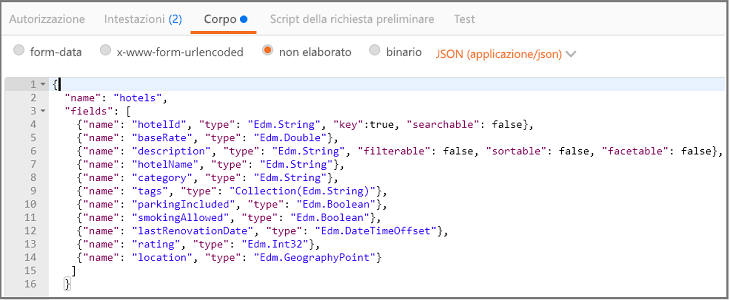 Autorizzazione Intestazioni (2) Corpo Script della richiesta preliminare Test
form-data x-www-form-urlencoded non elaborato binario JSON (applicazione/json)
1 {
2 "name": "hotels",
3 "fields": [
4 {"name": "hotelId", "type": "Edm.String", "key":true, "searchable": false},
5 {"name": "baseRate", "type": "Edm.Double"},
6 {"name": "description", "type": "Edm.String", "filterable": false, "sortable": false, "facetable": false},
7 {"name": "hotelName", "type": "Edm.String"},
8 {"name": "category", "type": "Edm.String"},
9 {"name": "tags", "type": "Collection(Edm.String)"},
10 {"name": "parkingIncluded", "type": "Edm.Boolean"},
11 {"name": "smokingAllowed", "type": "Edm.Boolean"},
12 {"name": "lastRenovationDate", "type": "Edm.DateTimeOffset"},
13 {"name": "rating", "type": "Edm.Int32"},
14 {"name": "location", "type": "Edm.GeographyPoint"}
15 ]
16 }